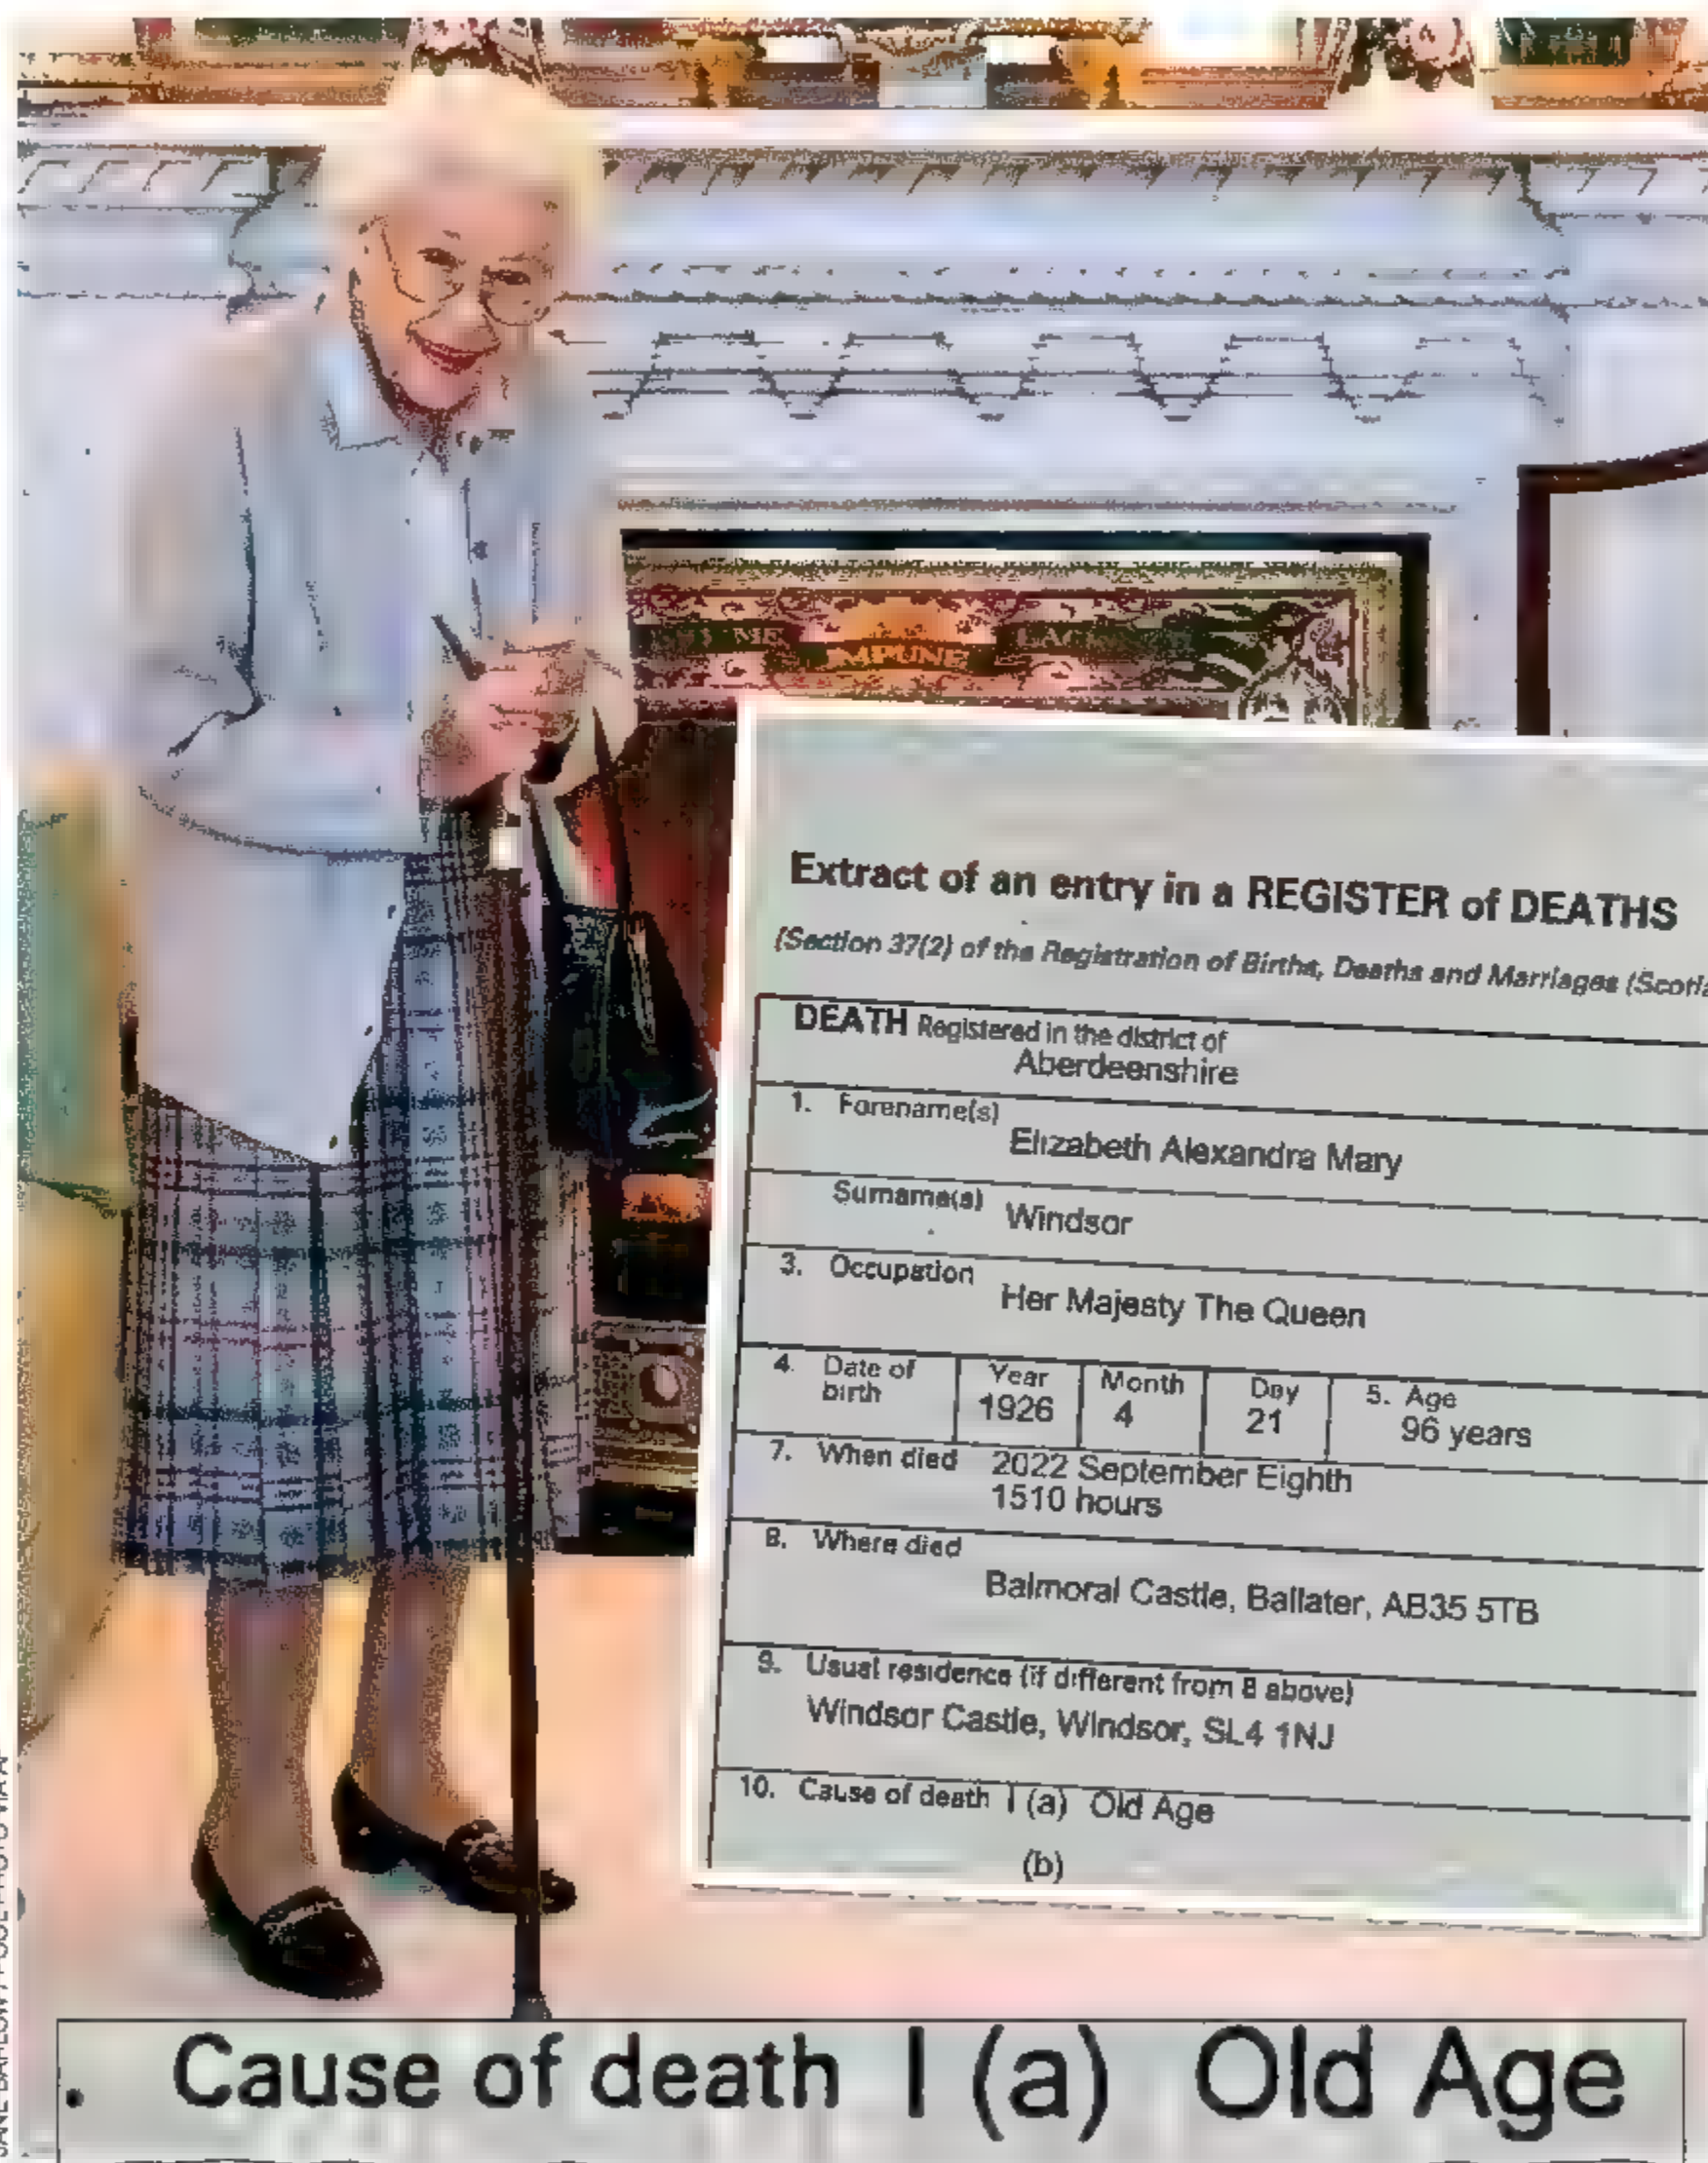 MPUNE
Extract of an entry in a REGISTER of DEATHS
(Section 37(2) of the Registration of Births, Deaths and Marriages
DEATH Registered in the district of
Aberdeenshire
1. Forename(s)
Elizabeth Alexandra Mary
Surname(s) Windsor
3. Occupation
Her Majesty The Queen
4. Date of birth Year Month Day 5. Age
1926 4 21 96 years
7. When died 2022 September Eighth
1510 hours
8. Where died
Balmoral Castle, Ballater, AB35 5TB
9. Usual residence (if different from 8 above)
Windsor Castle, Windsor, SL4 1NJ
10. Cause of death I (a) Old Age
(b)
. Cause of death I (a) Old Age